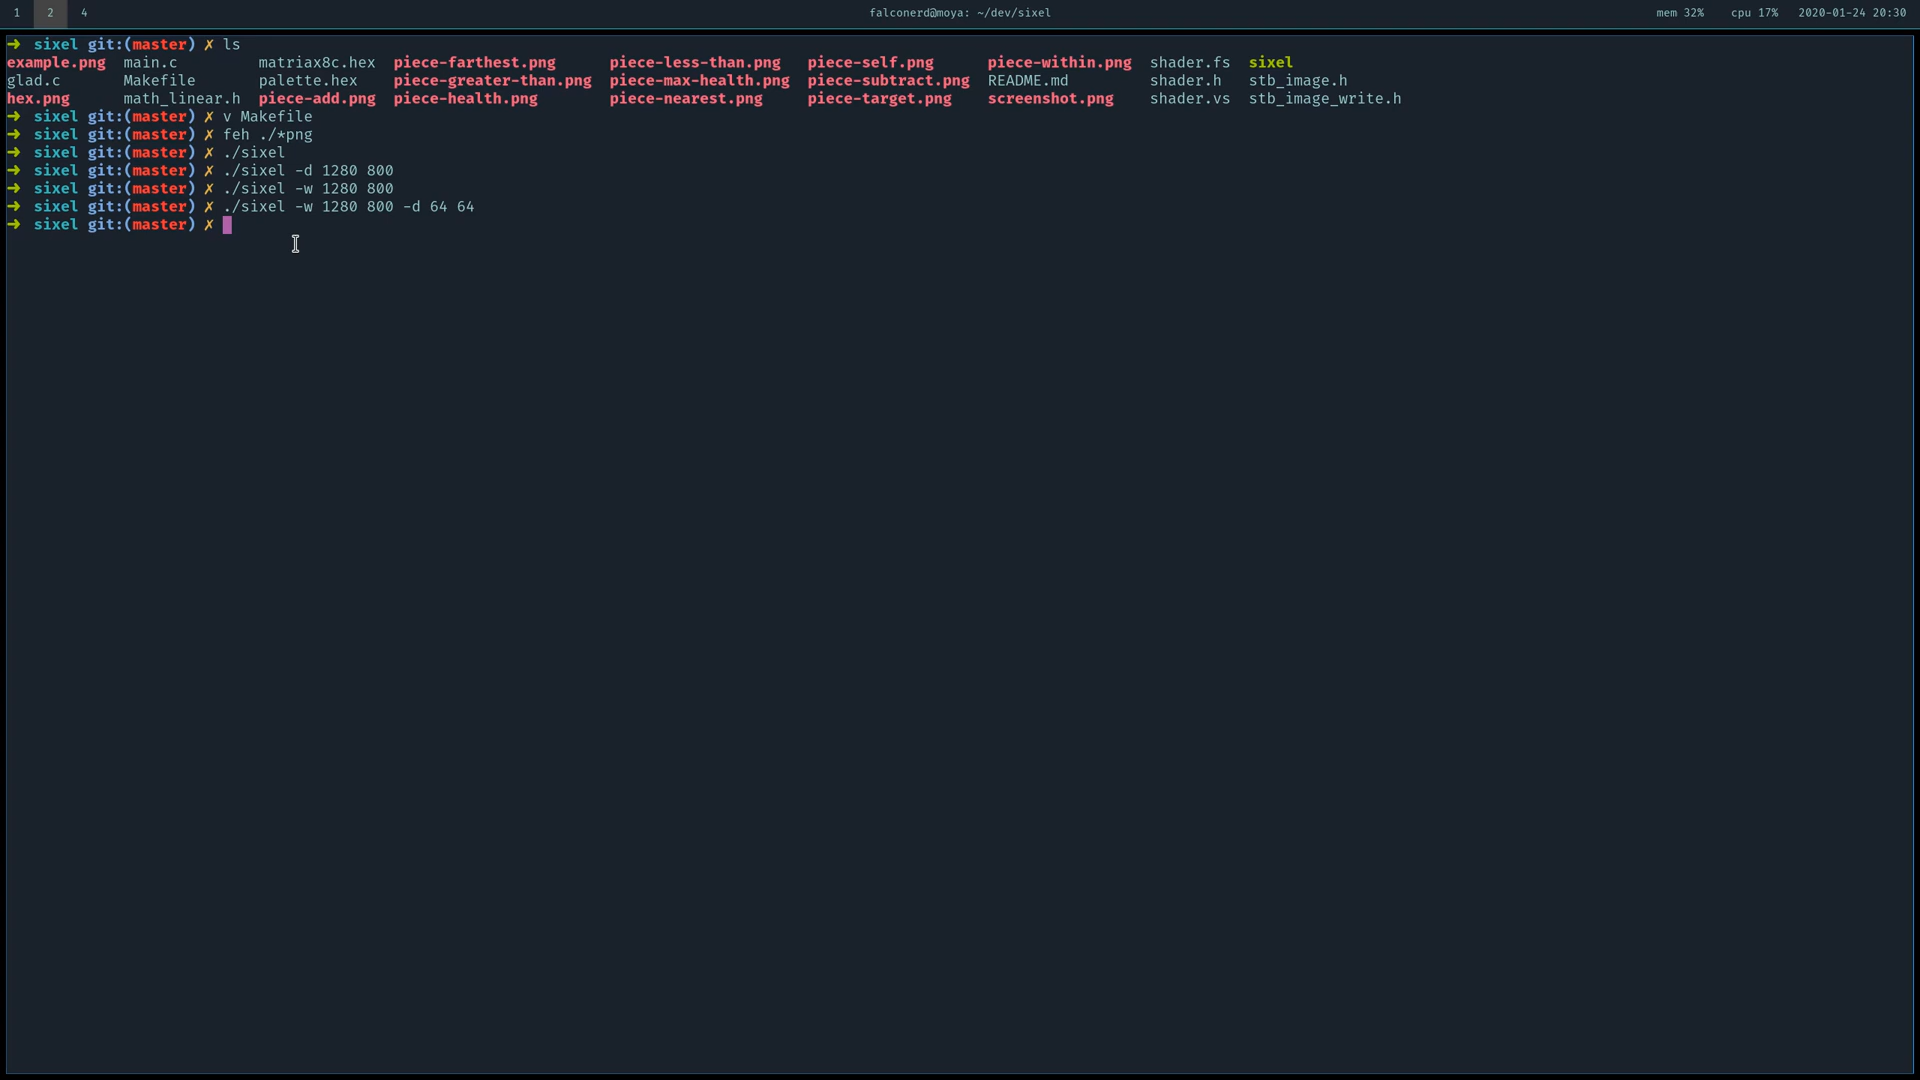 1 2 4 falconerd@moya: ~/dev/sixel mem 32% cpu 17% 2020-01-24 20:30
➜ sixel git:(master) ✗ ls
example.png main.c matriax8c.hex piece-farthest.png piece-less-than.png piece-self.png piece-within.png shader.fs sixel
glad.c Makefile palette.hex piece-greater-than.png piece-max-health.png piece-subtract.png README.md shader.h stb_image.h
hex.png math_linear.h piece-add.png piece-health.png piece-nearest.png piece-target.png screenshot.png shader.vs stb_image_write.h
➜ sixel git:(master) ✗ v Makefile
➜ sixel git:(master) ✗ feh ./*png
➜ sixel git:(master) ✗ ./sixel
➜ sixel git:(master) ✗ ./sixel -d 1280 800
➜ sixel git:(master) ✗ ./sixel -w 1280 800
➜ sixel git:(master) ✗ ./sixel -w 1280 800 -d 64 64
➜ sixel git:(master) ✗